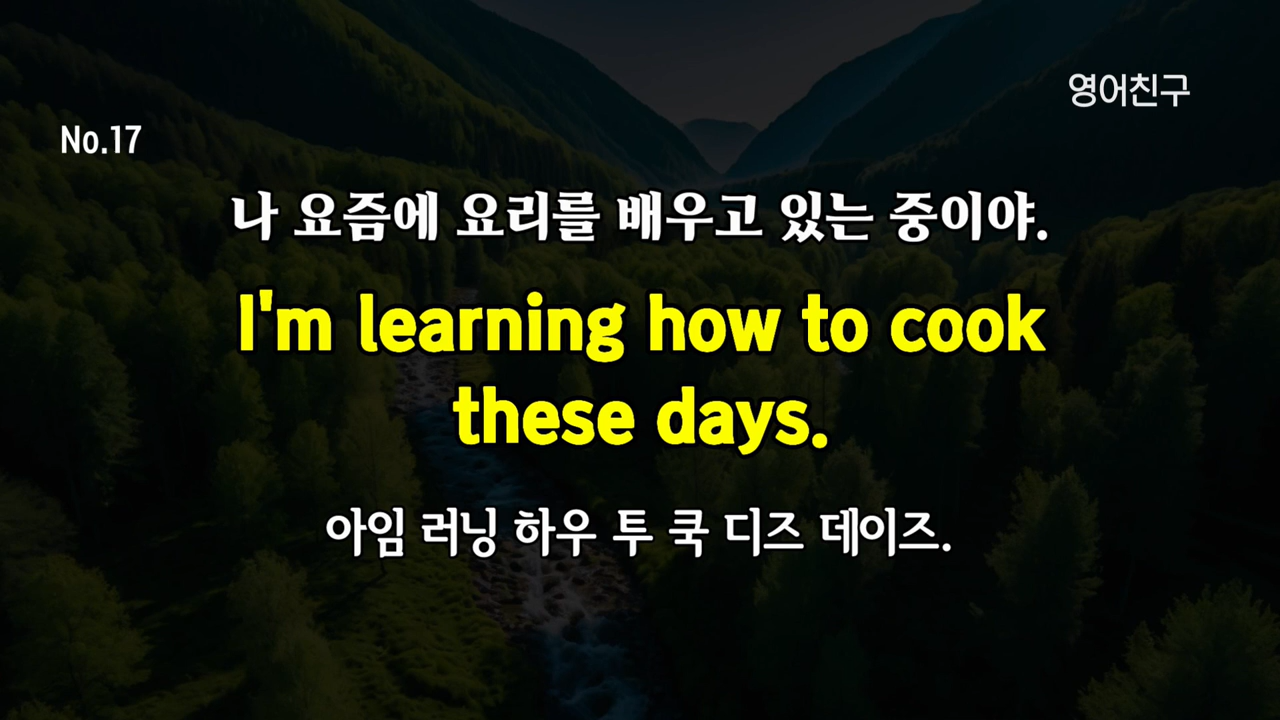 영어친구
No.17
나 요즘에 요리를 배우고 있는 중이야.
I'm learning how to cook
these days.
아임 러닝 하우 투 쿡 디즈 데이즈.